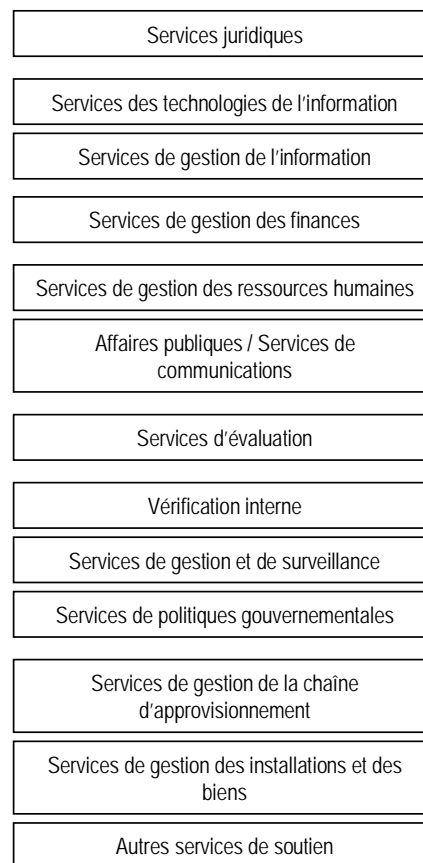 Services juridiques
Services des technologies de l'information
Services de gestion de l'information
Services de gestion des finances
Services de gestion des ressources humaines
Affaires publiques / Services de
communications
Services d'évaluation
Vérification interne
Services de gestion et de surveillance
Services de politiques gouvernementales
Services de gestion de la chaîne
d'approvisionnement
Services de gestion des installations et des
biens
Autres services de soutien